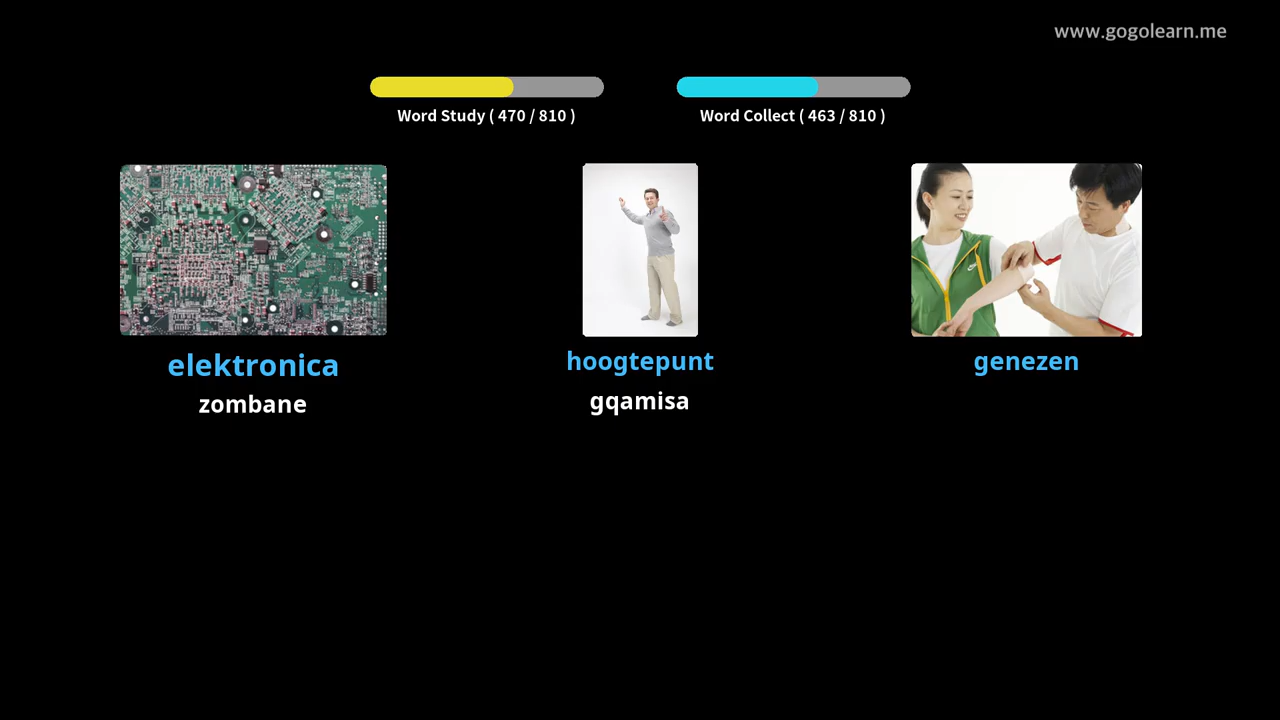 www.gogolearn.me
Word Study ( 470 / 810 )
Word Collect ( 463 / 810 )
elektronica
zombane
hoogtepunt
gqamisa
genezen